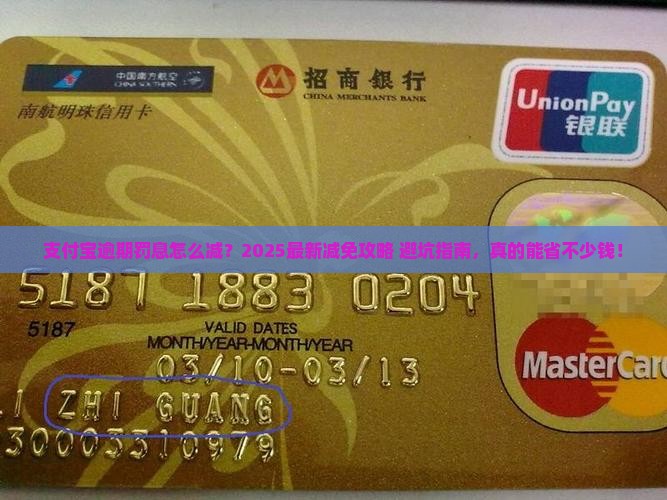 中国南方航空
CHINA SOUTHERN
南航明珠信用卡
招商银行
CHINA MERCHANTS BANK
UnionPay
银联
支付宝逾期罚息怎么减？2025最新减免攻略 避坑指南，真的能省不少钱！
5187 1883 0204
5187
VALID DATES
MONTH/YEAR-MONTH/YEAR
03/10-03/13
MasterCard
LI ZHI GUANG
30003310979